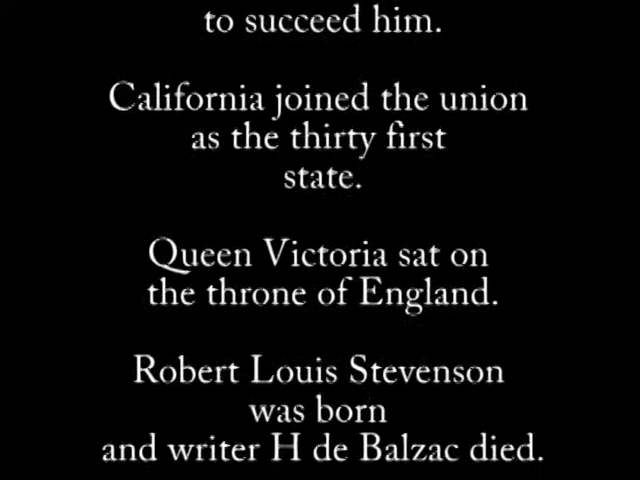 to succeed him.
California joined the union
as the thirty first
state.
Queen Victoria sat on
the throne of England.
Robert Louis Stevenson
was born
and writer H de Balzac died.